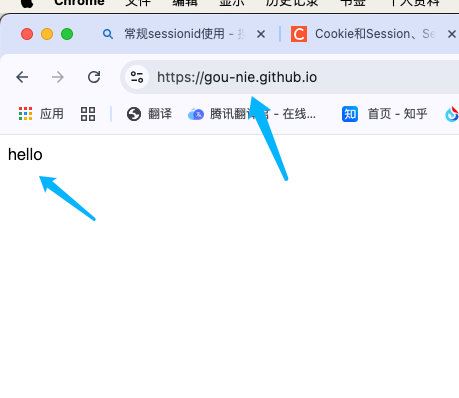 Chrome 文件 编辑 显示 历史记录 书签 个人资料
常规sessionid使用 - 打 Cookie和Session、Se
https://gou-nie.github.io
应用 翻译 腾讯翻译君 - 在线... 知 首页 - 知乎
hello